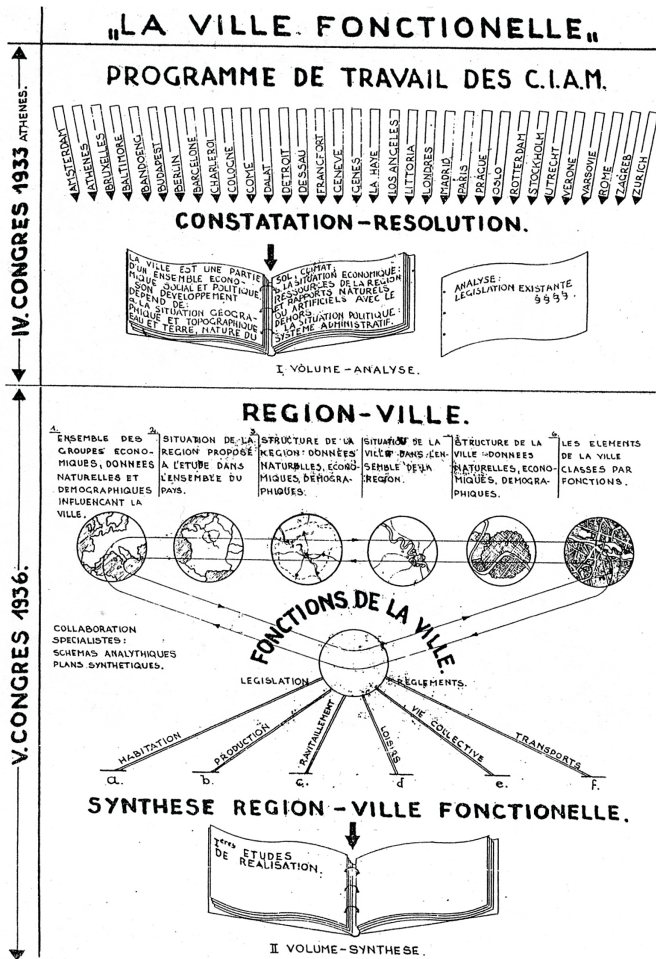 „LA VILLE FONCTIONELLE„
PROGRAMME DE TRAVAIL DES C.I.A.M.
IV. CONGRES 1933 ATHENES.
AMSTERDAM
ATHENES
BRUXELLES
BALTIMORE
BANDOENG
BUDAPEST
BERLIN
BARCELONE
CHARLEROI
COLOGNE
COME
DALAT
DETROIT
DESSAU
FRANCFORT
GENEVE
GENES
LA HAYE
LOS ANGELES
LITTORIA
LONDRES
MADRID
PARIS
PRAGUE
OSLO
ROTTERDAM
STOCKHOLM
UTRECHT
VERONE
VARSOVIE
ROME
ZAGREB
ZURICH
CONSTATATION-RESOLUTION.
LA VILLE EST UNE PARTIE
D'UN ENSEMBLE ECONO-
MIQUE SOCIAL ET POLITIQUE
SON DEVELOPPEMENT
DEPEND DE:
a. LA SITUATION GEOGRA-
PHIQUE ET TOPOGRAPHIQUE
EAU ET TERRE, NATURE DU
SOL, CLIMAT;
LA SITUATION ECONOMIQUE:
RESSOURCES DE LA REGION
ET RAPPORTS NATURELS
OU ARTIFICIELS AVEC LE
DEHORS.
LA SITUATION POLITIQUE:
SYSTEME ADMINISTRATIF.
ANALYSE:
LEGISLATION EXISTANTE
§§§§.
I VOLUME-ANALYSE.
V. CONGRES 1936.
REGION-VILLE.
1.
ENSEMBLE DES
GROUPES ECONO-
MIQUES, DONNEES
NATURELLES ET
DEMOGRAPHIQUES
INFLUENCANT LA
VILLE.
2.
SITUATION DE LA
REGION PROPOSÉ
A L'ETUDE DANS
L'ENSEMBLE DU
PAYS.
3.
STRUCTURE DE LA
REGION: DONNÉES
NATURELLES, ECONO-
MIQUES, DEMOGRA-
PHIQUES.
SITUATION DE LA
VILLE DANS L'EN-
SEMBLE DE LA
REGION.
STRUCTURE DE LA
VILLE-DONNEES
NATURELLES, ECONO-
MIQUES, DEMOGRA-
PHIQUES.
6.
LES ELEMENTS
DE LA VILLE
CLASSES PAR
FONCTIONS.
FONCTIONS DE LA VILLE.
COLLABORATION
SPECIALISTES:
SCHEMAS ANALYTHIQUES
PLANS SYNTHETIQUES.
LEGISLATION
REGLEMENTS.
HABITATION
PRODUCTION
RAVITAILLEMENT
LOISIRS
VIE COLLECTIVE
TRANSPORTS
a.
b.
c.
d
e.
f.
SYNTHESE REGION-VILLE FONCTIONELLE.
Ieres ETUDES
DE REALISATION.
II VOLUME-SYNTHESE.